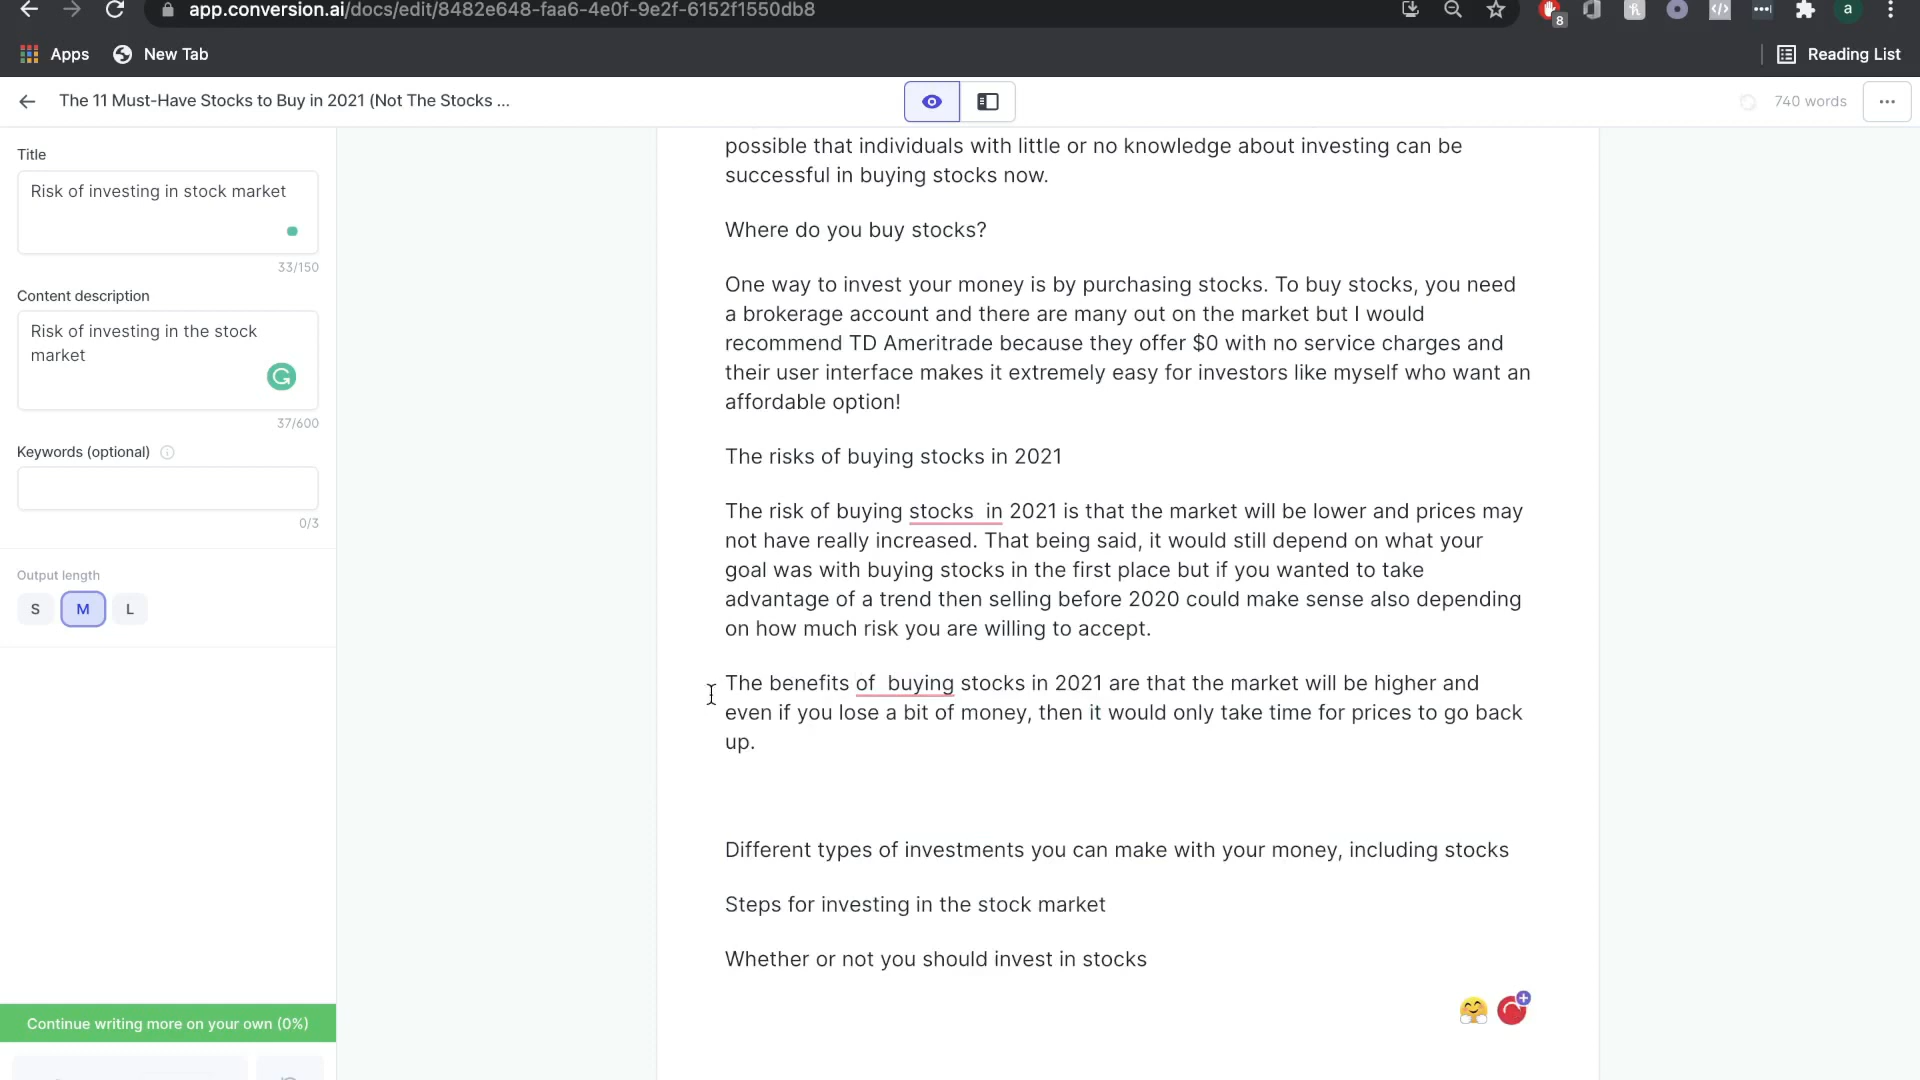 app.conversion.ai/docs/edit/8482e648-faa6-4e0f-9e2f-6152f1550db8
8
a
Apps
New Tab
Reading List
The 11 Must-Have Stocks to Buy in 2021 (Not The Stocks ...
740 words
Title
Risk of investing in stock market
33/150
Content description
Risk of investing in the stock
market
37/600
Keywords (optional)
0/3
Output length
S
M
L
Continue writing more on your own (0%)
possible that individuals with little or no knowledge about investing can be
successful in buying stocks now.
Where do you buy stocks?
One way to invest your money is by purchasing stocks. To buy stocks, you need
a brokerage account and there are many out on the market but I would
recommend TD Ameritrade because they offer $0 with no service charges and
their user interface makes it extremely easy for investors like myself who want an
affordable option!
The risks of buying stocks in 2021
The risk of buying stocks  in 2021 is that the market will be lower and prices may
not have really increased. That being said, it would still depend on what your
goal was with buying stocks in the first place but if you wanted to take
advantage of a trend then selling before 2020 could make sense also depending
on how much risk you are willing to accept.
The benefits of  buying stocks in 2021 are that the market will be higher and
even if you lose a bit of money, then it would only take time for prices to go back
up.
Different types of investments you can make with your money, including stocks
Steps for investing in the stock market
Whether or not you should invest in stocks